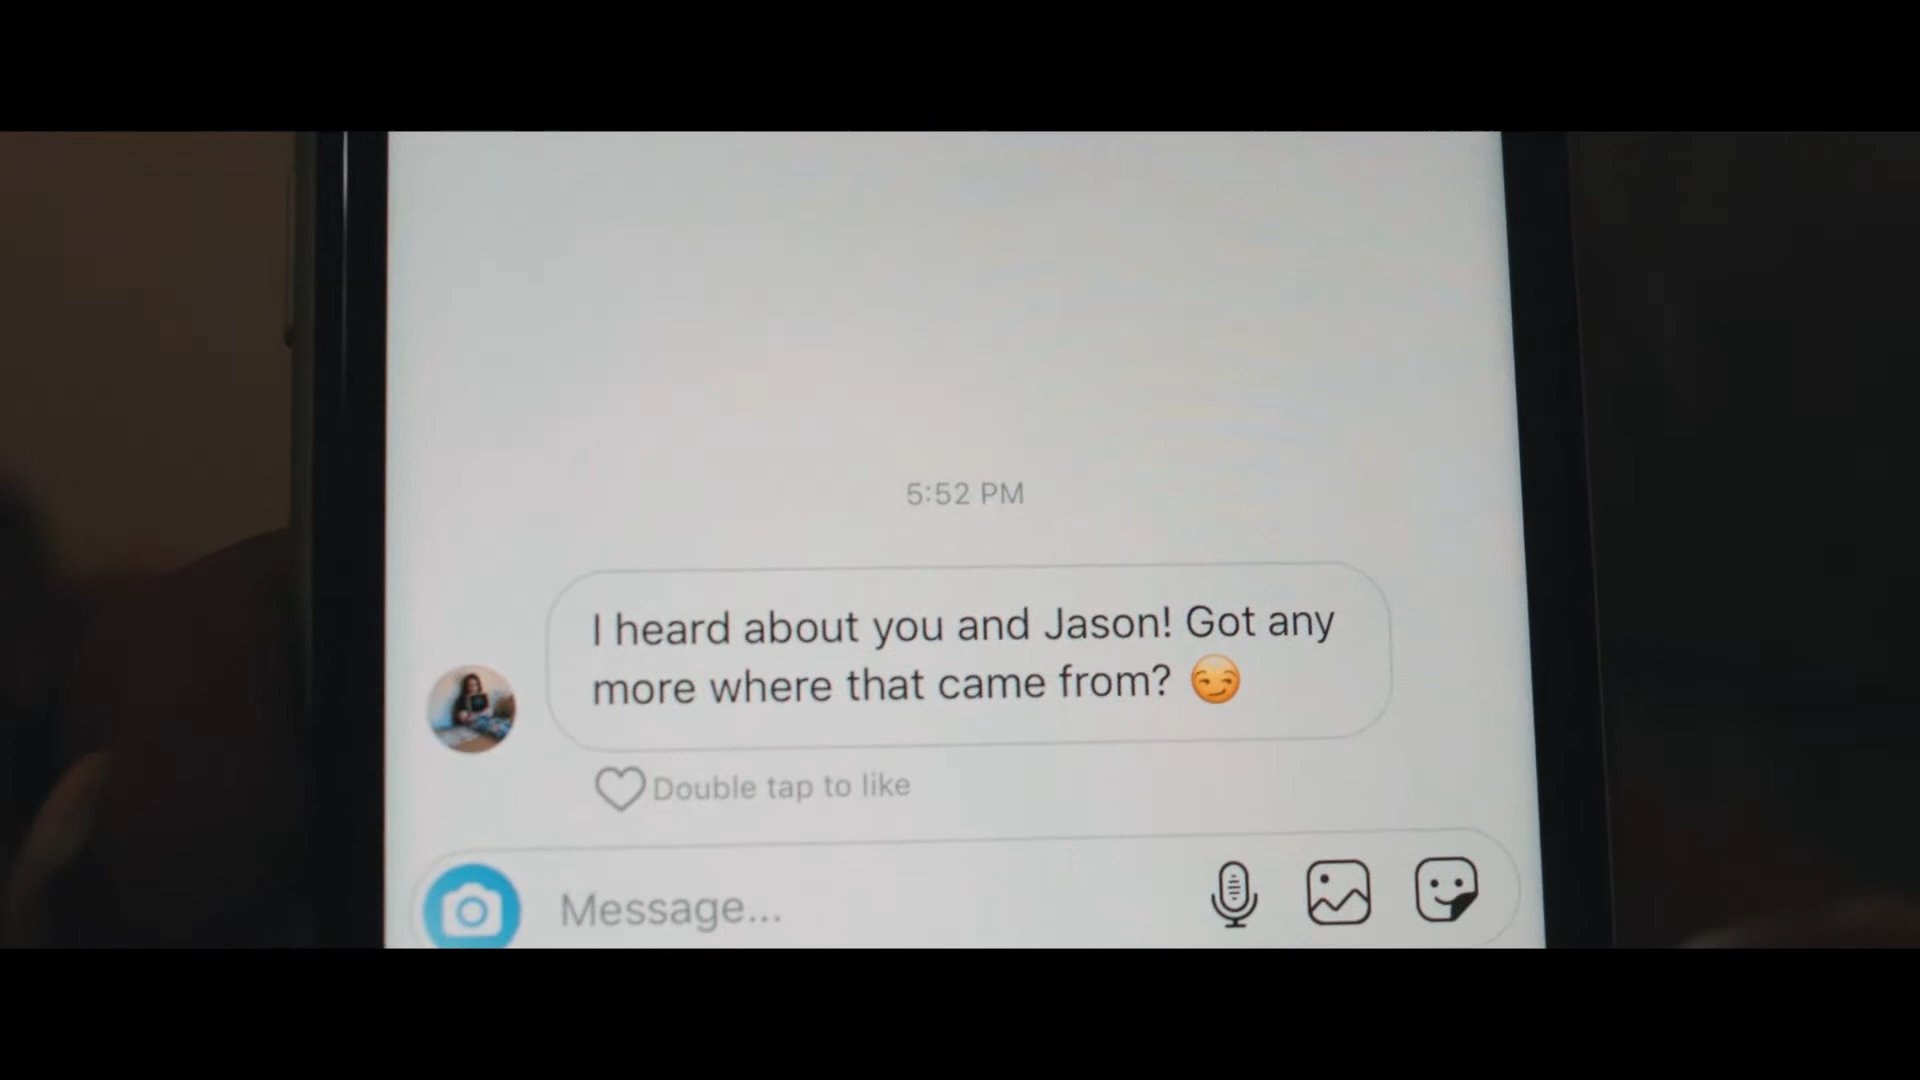 5:52 PM
I heard about you and Jason! Got any
more where that came from? 😏
Double tap to like
Message...